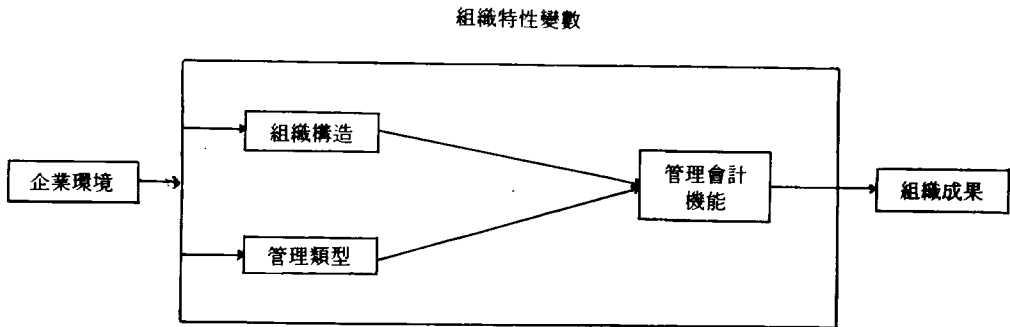 組織特性變數
組織構造
企業環境
管理會計
機能
組織成果
管理類型